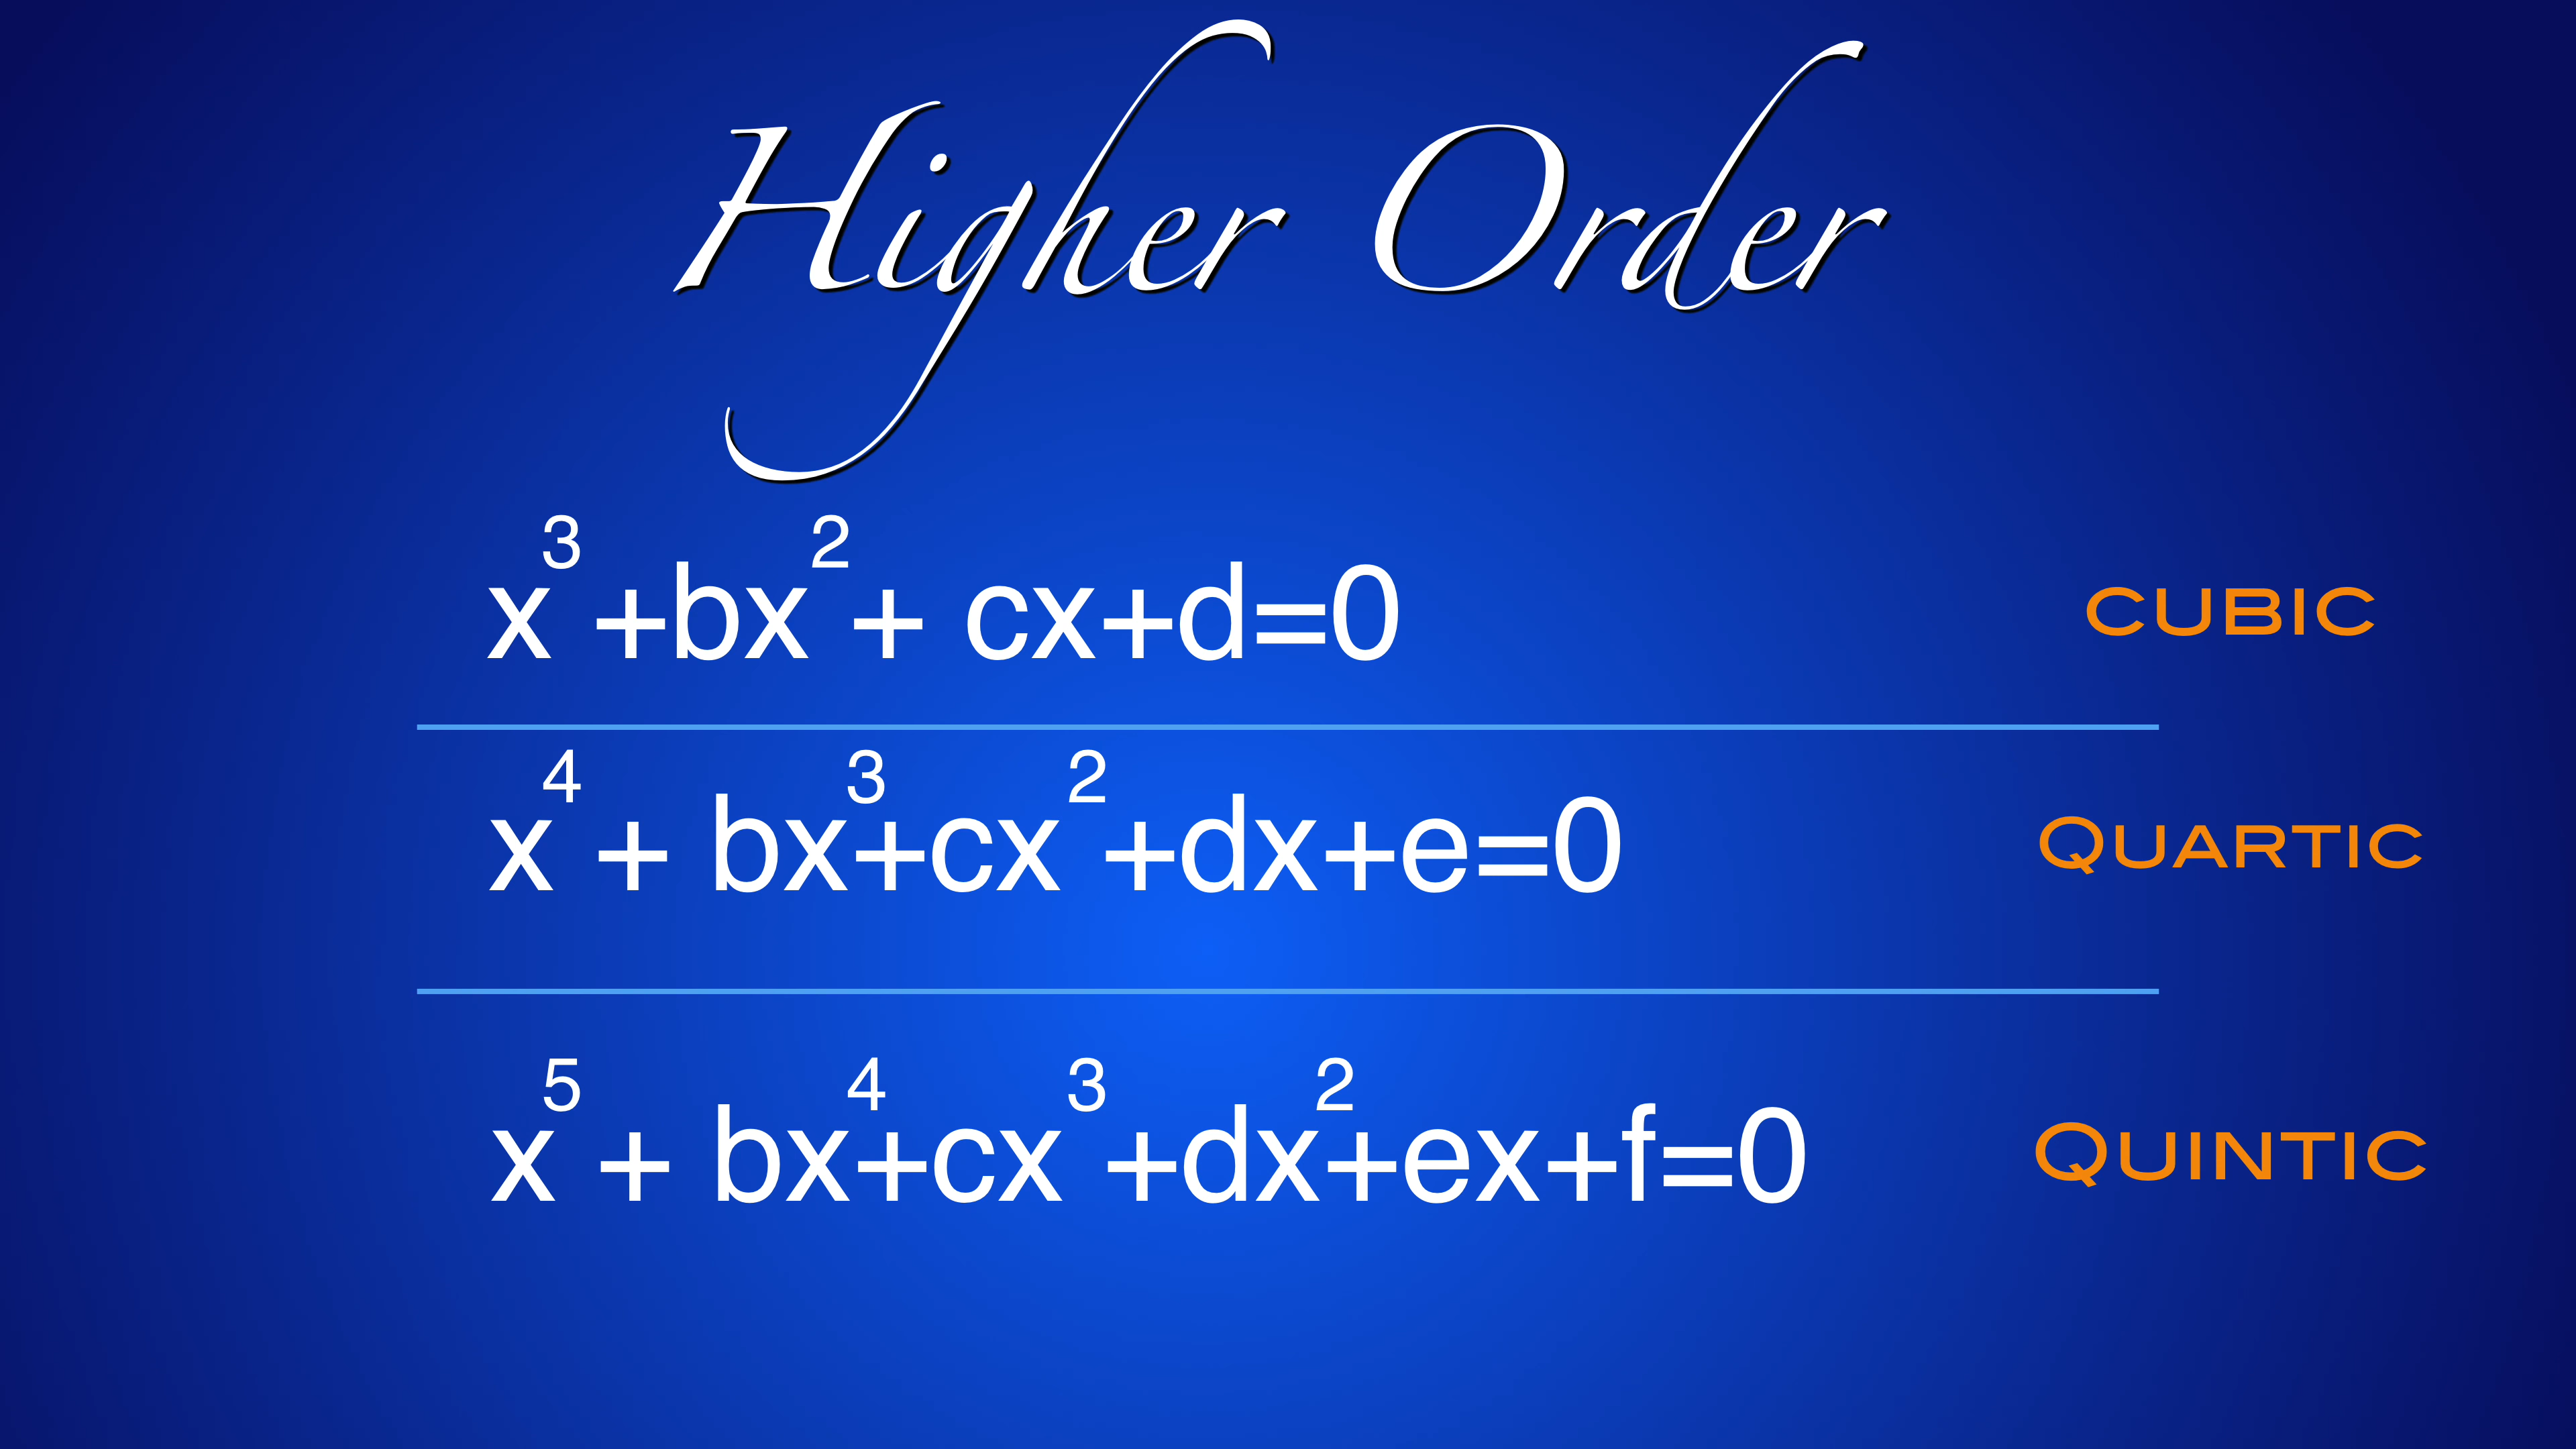 Higher Order
x³+bx²+ cx+d=0 CUBIC
x⁴+ bx³+cx²+dx+e=0 QUARTIC
x⁵+ bx⁴+cx³+dx²+ex+f=0 QUINTIC